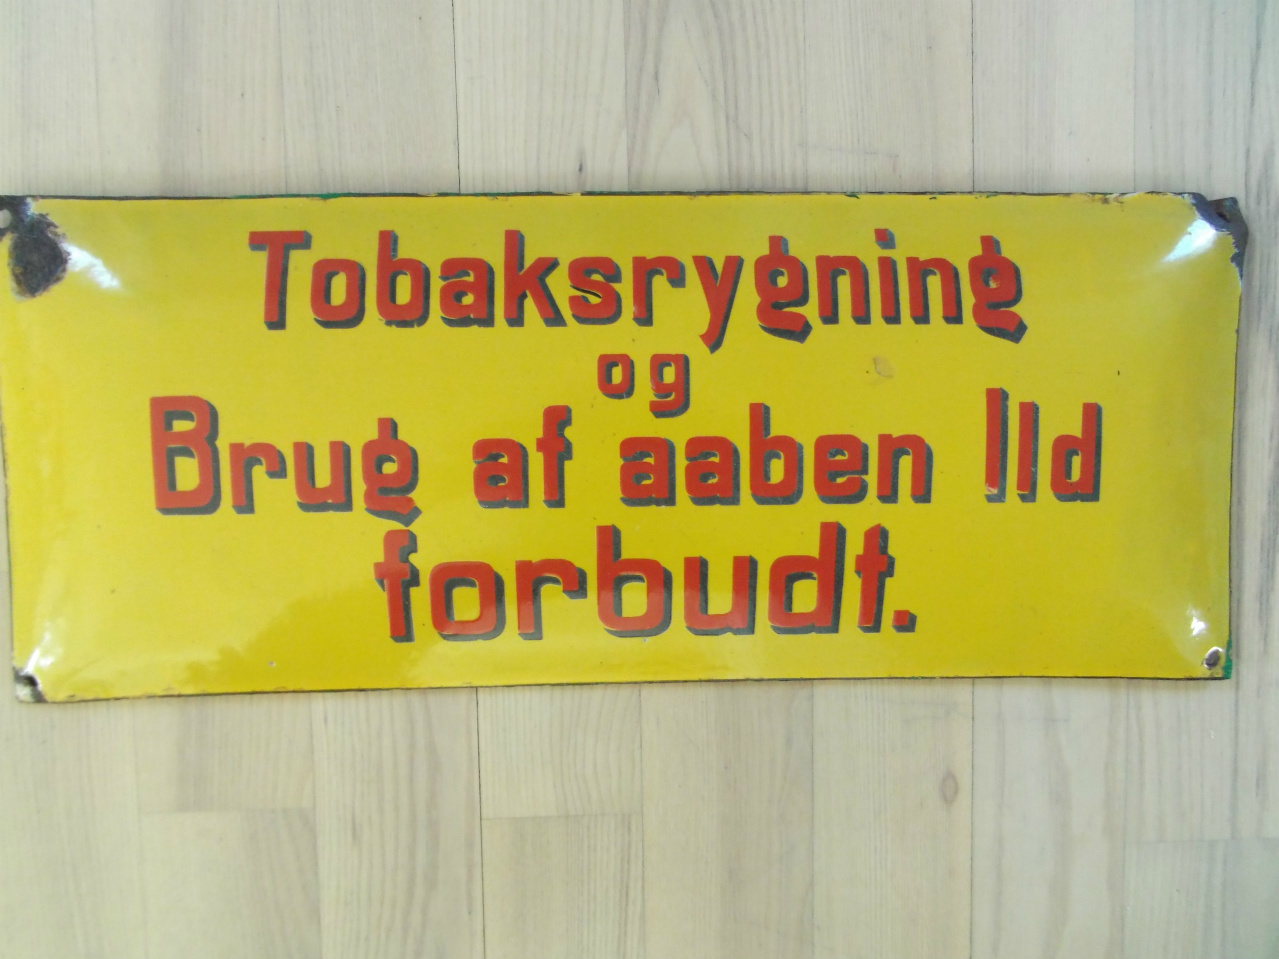 Tobaksrygning
og
Brug af aaben Ild
forbudt.